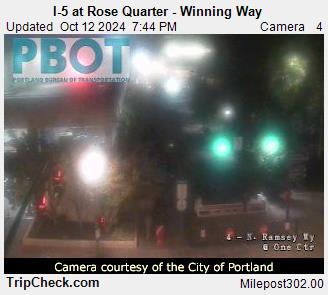 I-5 at Rose Quarter - Winning Way
Updated Oct 12 2024 7:44 PM Camera 4
PBOT
PORTLAND BUREAU OF TRANSPORTATION
4 - N. Ramsey Wy
@ One Ctr
Camera courtesy of the City of Portland
TripCheck.com Milepost302.00